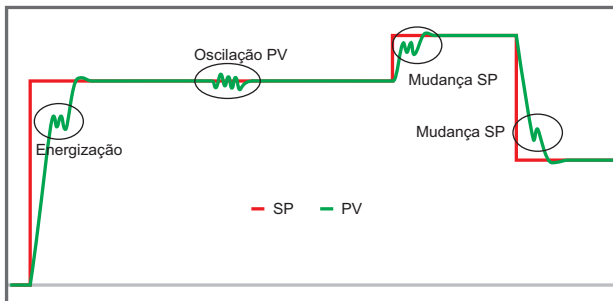 Oscilação PV
Mudança SP
Mudança SP
Energização
SP
PV